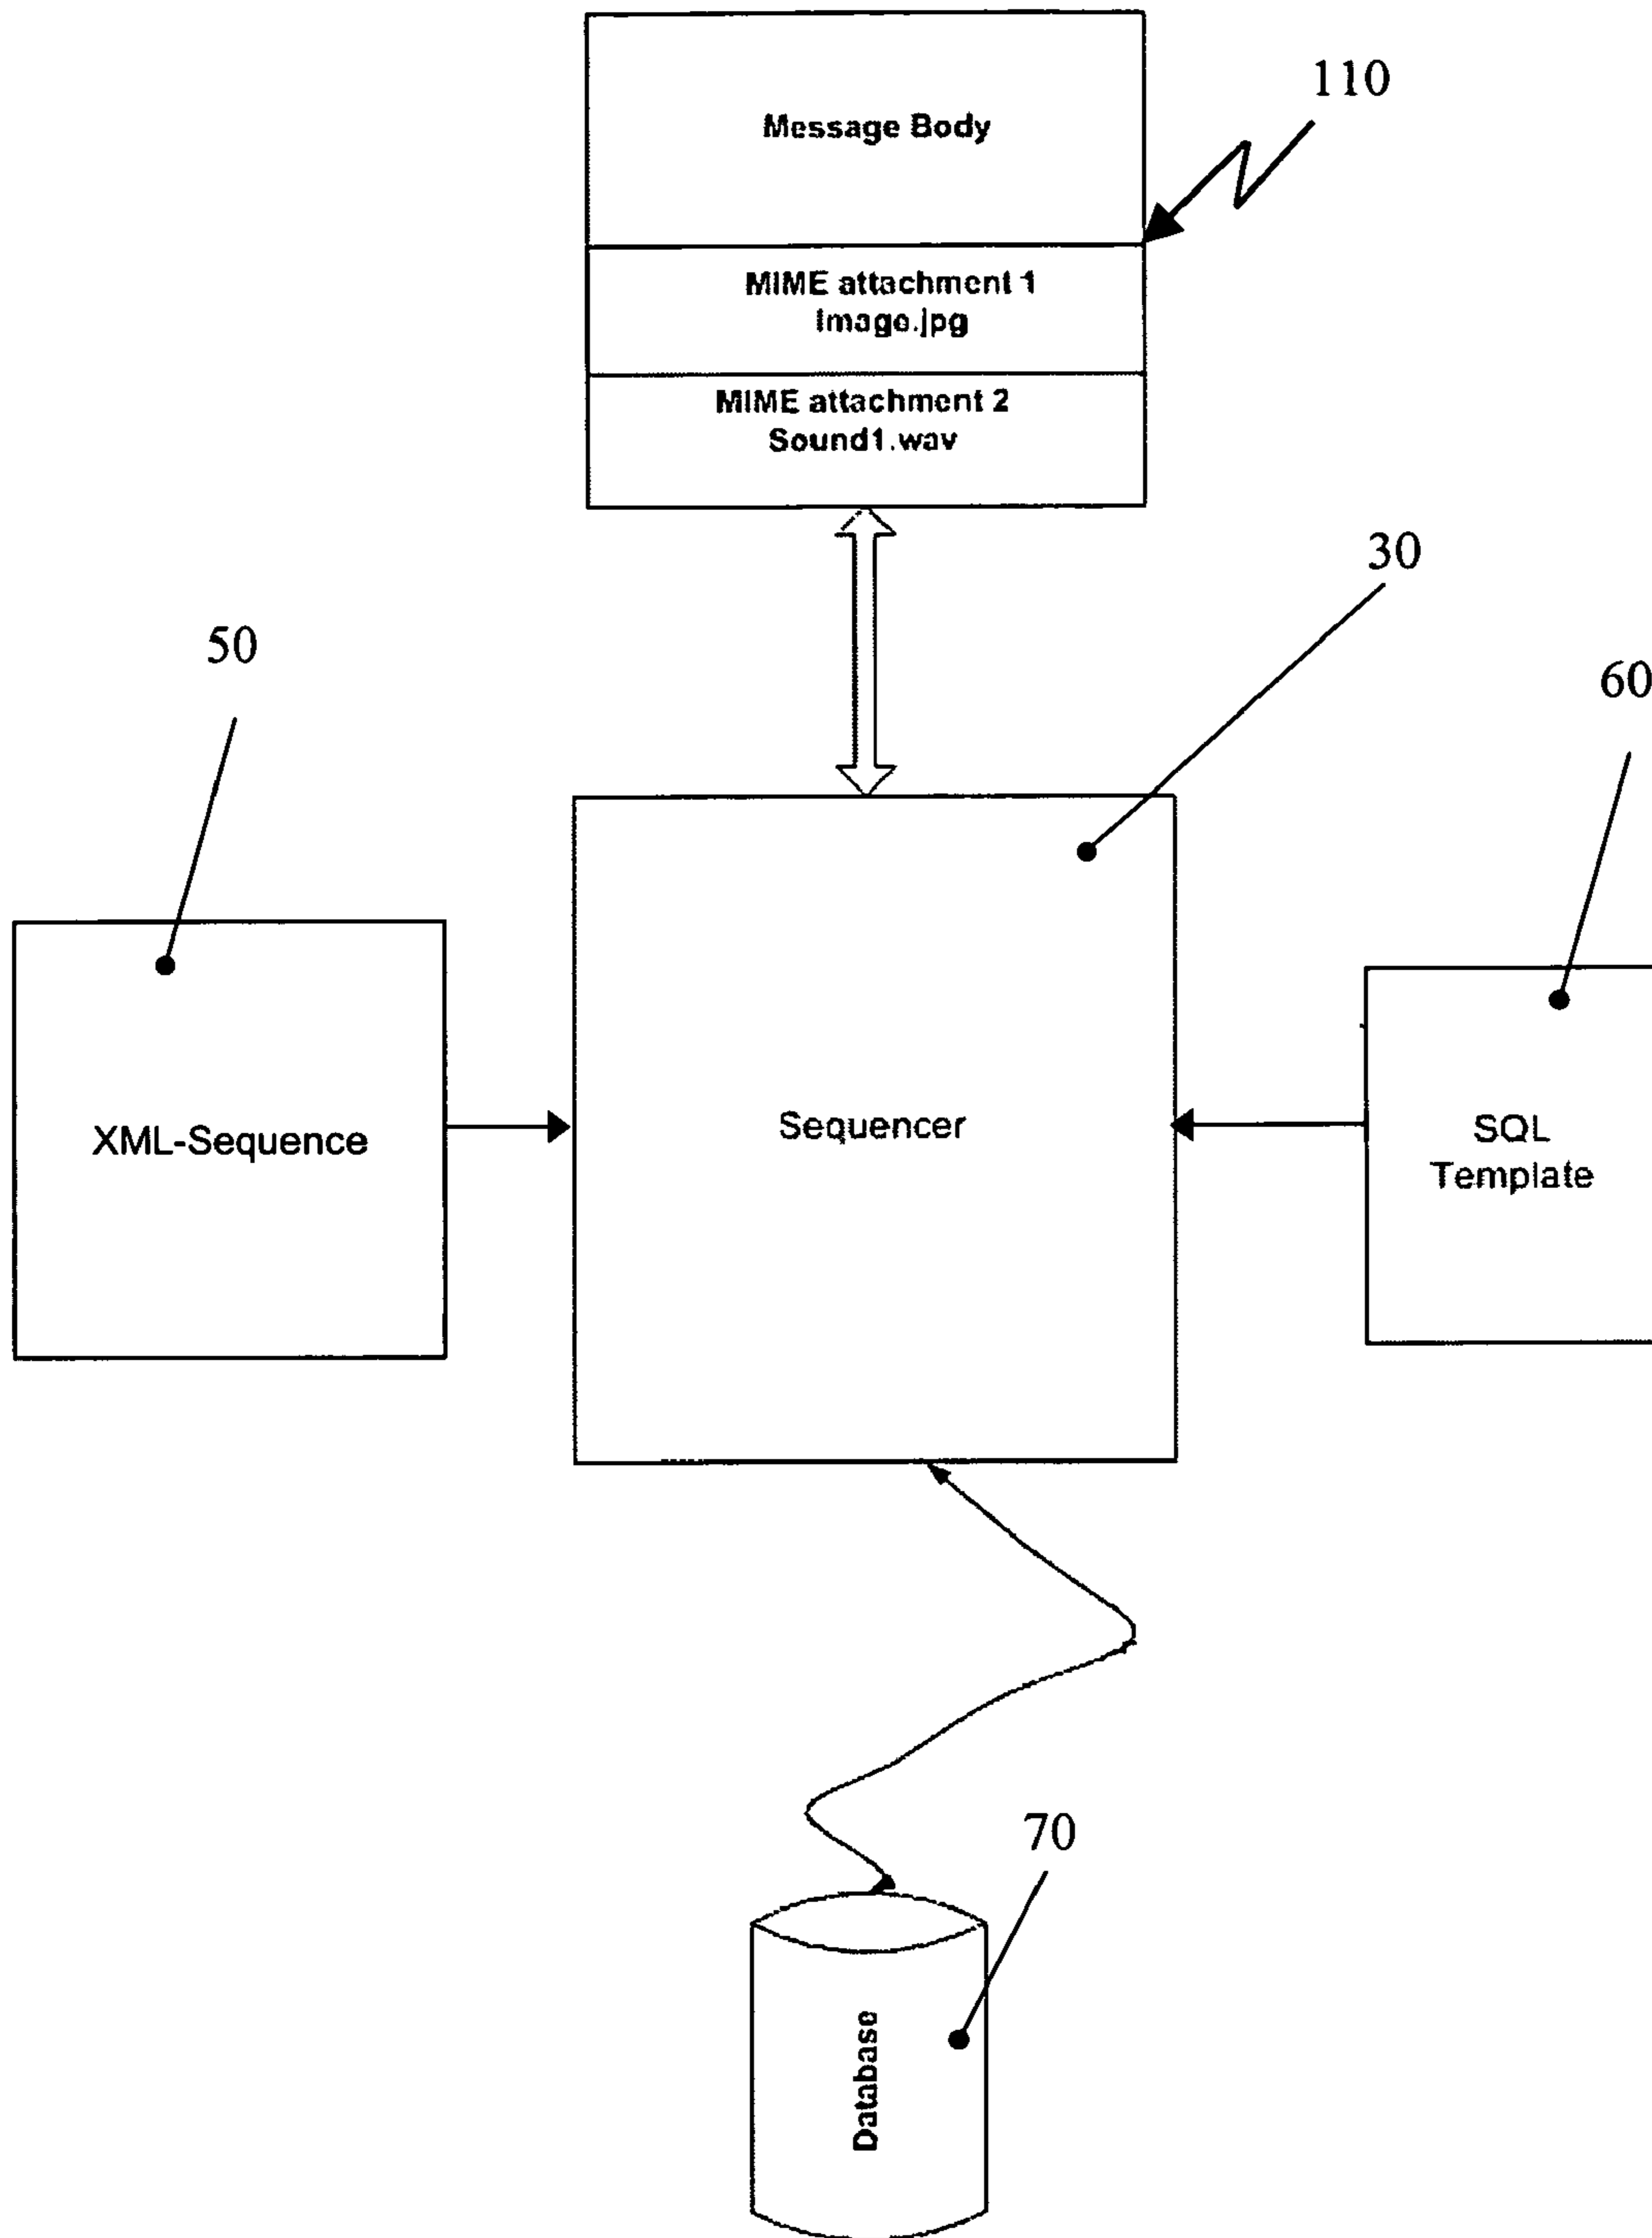 110
Message Body
MIME attachment 1
Image.jpg
MIME attachment 2
Sound1.wav
30
50
60
XML-Sequence
Sequencer
SQL
Template
70
Database